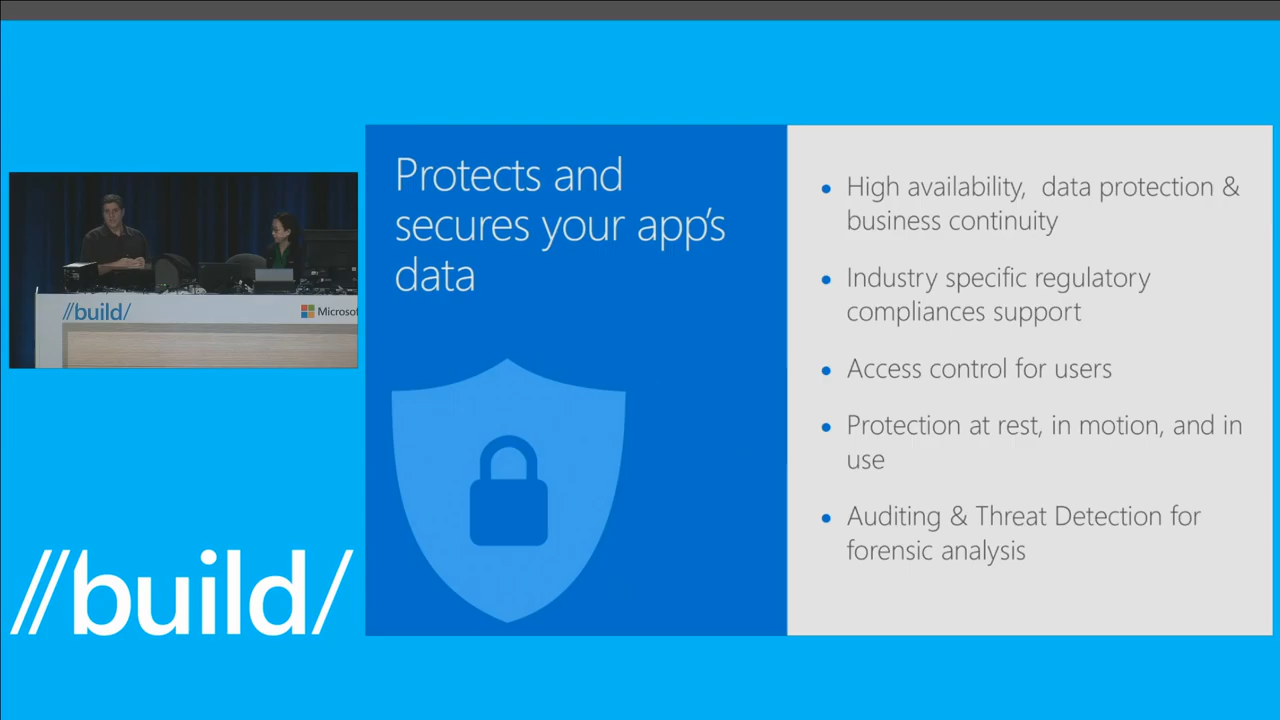 Protects and
secures your app's
data
• High availability,  data protection &
business continuity
• Industry specific regulatory
compliances support
• Access control for users
• Protection at rest, in motion, and in
use
• Auditing & Threat Detection for
forensic analysis
//build/
Microsof
//build/